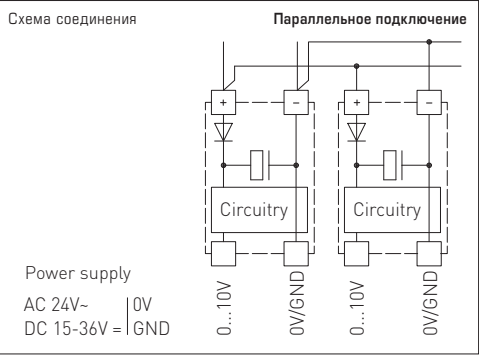 Схема соединения
Параллельное подключение
+ − + −
Circuitry Circuitry
Power supply
AC 24V~ | 0V
DC 15-36V = | GND
0...10V
0V/GND
0...10V
0V/GND